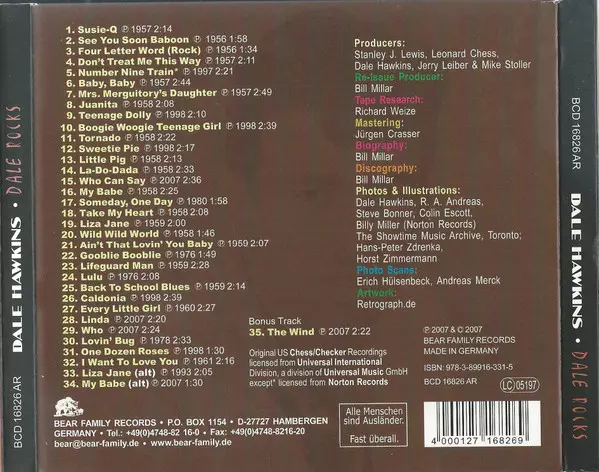 BCD 16826 AR
DALE HAWKINS • DALE ROCKS
1 Susie-Q ℗ 1957 2:14
2. See You Soon Baboon ℗ 1956 1:58
3. Four Letter Word (Rock) ℗ 1956 1:34
4. Don't Treat Me This Way ℗ 1957 2:11
5. Number Nine Train* ℗ 1997 2:21
6. Baby, Baby ℗ 1957 2:44
7. Mrs. Merguitory's Daughter ℗ 1957 2:49
8. Juanita ℗ 1958 2:08
9. Teenage Dolly ℗ 1998 2:10
10. Boogie Woogie Teenage Girl ℗ 1998 2:39
11. Tornado ℗ 1958 2:22
12. Sweetie Pie ℗ 1998 2:17
13. Little Pig ℗ 1958 2:13
14. La-Do-Dada ℗ 1958 2:33
15. Who Can Say ℗ 2007 2:36
16. My Babe ℗ 1958 2:25
17. Someday, One Day ℗ 1980 1:58
18. Take My Heart ℗ 1958 2:08
19. Liza Jane ℗ 1959 2:00
20. Wild Wild World ℗ 1958 1:46
21. Ain't That Lovin' You Baby ℗ 1959 2:07
22. Gooblie Booblie ℗ 1976 1:49
23. Lifeguard Man ℗ 1959 2:28
24. Lulu ℗ 1976 2:08
25. Back To School Blues ℗ 1959 2:14
26. Caldonia ℗ 1998 2:39
27. Every Little Girl ℗ 1960 2:27
28. Linda ℗ 2007 2:20
29. Who ℗ 2007 2:24
30. Lovin' Bug ℗ 1978 2:33
31. One Dozen Roses ℗ 1998 1:30
32. I Want To Love You ℗ 1961 2:16
33. Liza Jane (alt) ℗ 1993 2:05
34. My Babe (alt) ℗ 2007 1:30
Bonus Track
35. The Wind ℗ 2007 2:22
Original US Chess/Checker Recordings
licensed from Universal International
Division, a division of Universal Music GmbH
except* licensed from Norton Records
Producers:
Stanley J. Lewis, Leonard Chess,
Dale Hawkins, Jerry Leiber & Mike Stoller
Re-Issue Producer:
Bill Millar
Tape Research:
Richard Weize
Mastering:
Jürgen Crasser
Biography:
Bill Millar
Discography:
Bill Millar
Photos & Illustrations:
Dale Hawkins, R. A. Andreas,
Steve Bonner, Colin Escott,
Billy Miller (Norton Records)
The Showtime Music Archive, Toronto;
Hans-Peter Zdrenka,
Horst Zimmermann
Photo Scans:
Erich Hülsenbeck, Andreas Merck
Artwork:
Retrograph.de
℗ 2007 & © 2007
BEAR FAMILY RECORDS
MADE IN GERMANY
ISBN: 978-3-89916-331-5
BCD 16826 AR
LC 05197
BEAR FAMILY RECORDS • P.O. BOX 1154 • D-27727 HAMBERGEN
GERMANY • Tel.: +49(0)4748-82 16-0 • Fax: +49(0)4748-8216-20
bear@bear-family.de • www.bear-family.de
Alle Menschen
sind Ausländer.
Fast überall.
4 000127 168269
BCD 16826 AR
DALE HAWKINS • DALE ROCKS